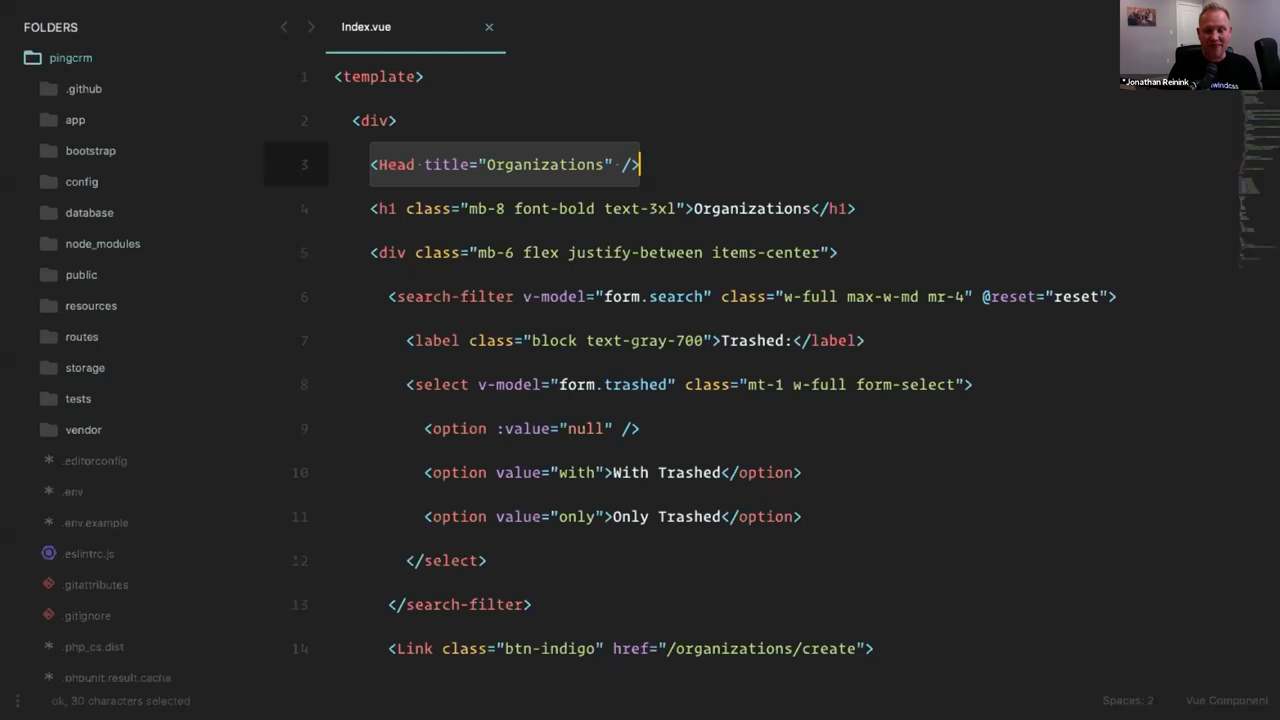 FOLDERS
pingcrm
.github
app
bootstrap
config
database
node_modules
public
resources
routes
storage
tests
vendor
.editorconfig
.env
.env.example
.eslintrc.js
.gitattributes
.gitignore
.php_cs.dist
.phpunit.result.cache
Index.vue ×
1 <template>
2 <div>
3 <Head title="Organizations" />
4 <h1 class="mb-8 font-bold text-3xl">Organizations</h1>
5 <div class="mb-6 flex justify-between items-center">
6 <search-filter v-model="form.search" class="w-full max-w-md mr-4" @reset="reset">
7 <label class="block text-gray-700">Trashed:</label>
8 <select v-model="form.trashed" class="mt-1 w-full form-select">
9 <option :value="null" />
10 <option value="with">With Trashed</option>
11 <option value="only">Only Trashed</option>
12 </select>
13 </search-filter>
14 <Link class="btn-indigo" href="/organizations/create">
ok, 30 characters selected
Spaces: 2
Vue Component
Jonathan Reinink